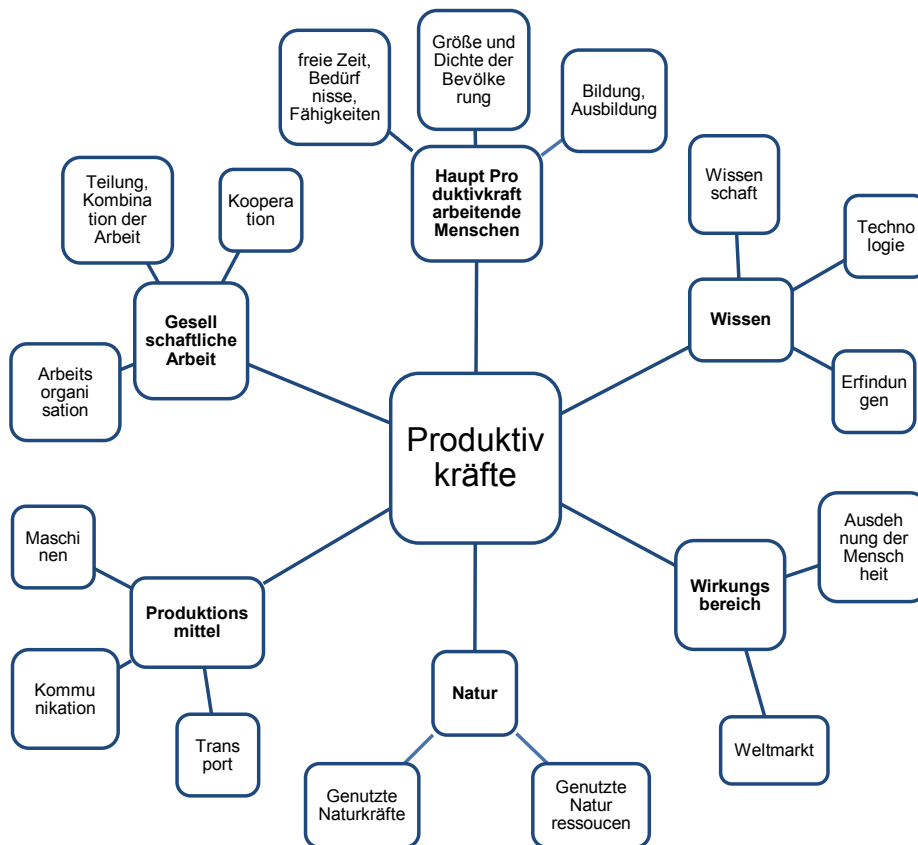 freie Zeit,
Bedürf
nisse,
Fähigkeiten
Größe und
Dichte der
Bevölke
rung
Bildung,
Ausbildung
Haupt Pro
duktivkraft
arbeitende
Menschen
Wissen
schaft
Techno
logie
Wissen
Erfindun
gen
Teilung,
Kombina
tion der
Arbeit
Koopera
tion
Gesell
schaftliche
Arbeit
Arbeits
organi
sation
Produktiv
kräfte
Maschi
nen
Produktions
mittel
Kommu
nikation
Trans
port
Natur
Genutzte
Naturkräfte
Genutzte
Natur
ressoucen
Wirkungs
bereich
Ausdeh
nung der
Mensch
heit
Weltmarkt